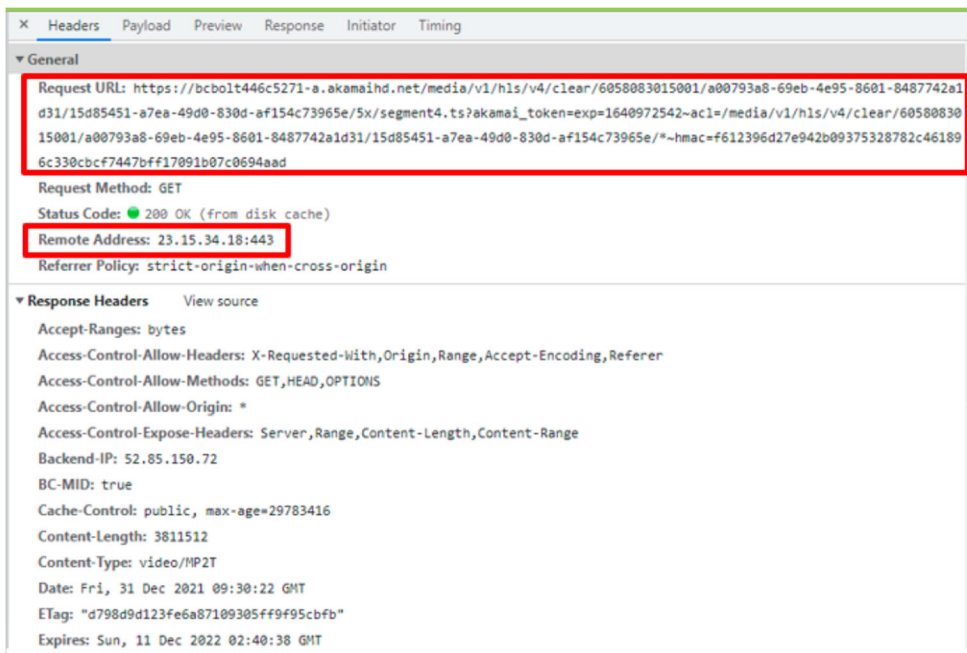 × Headers Payload Preview Response Initiator Timing
▼ General
Request URL: https://bcbolt446c5271-a.akamaihd.net/media/v1/hls/v4/clear/6058083015001/a00793a8-69eb-4e95-8601-8487742a1
d31/15d85451-a7ea-49d0-830d-af154c73965e/5x/segment4.ts?akamai_token=exp=1640972542~acl=/media/v1/hls/v4/clear/60580830
15001/a00793a8-69eb-4e95-8601-8487742a1d31/15d85451-a7ea-49d0-830d-af154c73965e/*~hmac=f612396d27e942b09375328782c46189
6c330cbcf7447bff17091b07c0694aad
Request Method: GET
Status Code: 200 OK (from disk cache)
Remote Address: 23.15.34.18:443
Referrer Policy: strict-origin-when-cross-origin
▼ Response Headers View source
Accept-Ranges: bytes
Access-Control-Allow-Headers: X-Requested-With,Origin,Range,Accept-Encoding,Referer
Access-Control-Allow-Methods: GET,HEAD,OPTIONS
Access-Control-Allow-Origin: *
Access-Control-Expose-Headers: Server,Range,Content-Length,Content-Range
Backend-IP: 52.85.150.72
BC-MID: true
Cache-Control: public, max-age=29783416
Content-Length: 3811512
Content-Type: video/MP2T
Date: Fri, 31 Dec 2021 09:30:22 GMT
ETag: "d798d9d123fe6a87109305ff9f95cbfb"
Expires: Sun, 11 Dec 2022 02:40:38 GMT